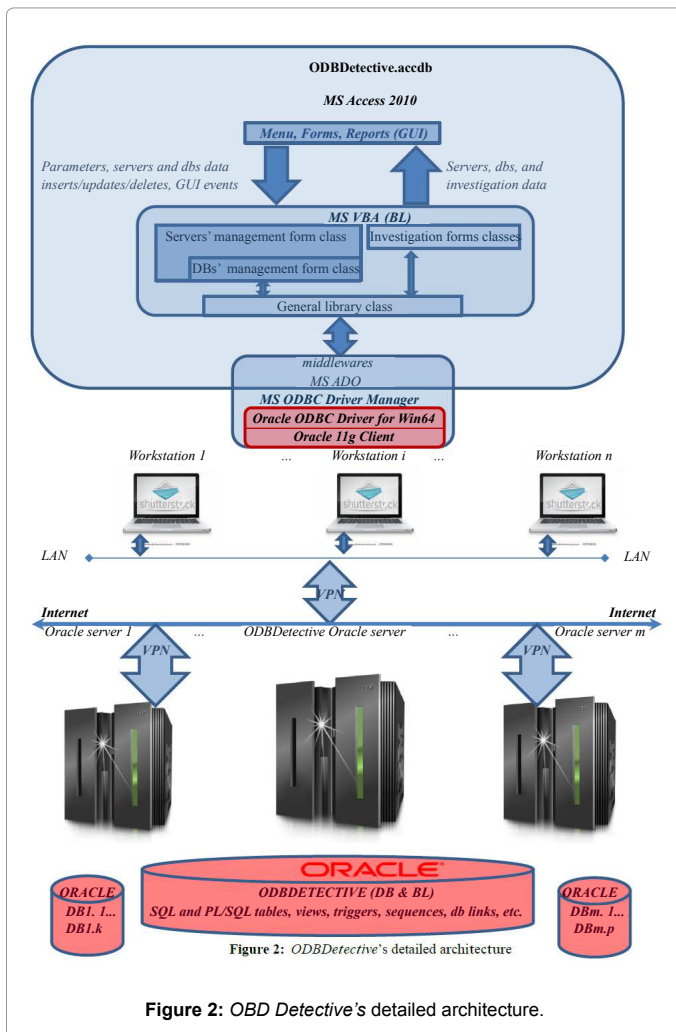 ODBDetective.accdb
MS Access 2010
Menu, Forms, Reports (GUI)
Parameters, servers and dbs data
inserts/updates/deletes, GUI events
Servers, dbs, and
investigation data
MS VBA (BL)
Servers' management form class
Investigation forms classes
DBs' management form class
General library class
middlewares
MS ADO
MS ODBC Driver Manager
Oracle ODBC Driver for Win64
Oracle 11g Client
Workstation 1 ... Workstation i ... Workstation n
shutterstock shutterstock shutterstock
LAN LAN
VPN
Internet Internet
Oracle server 1 ... ODBDetective Oracle server ... Oracle server m
VPN VPN
ORACLE
ORACLE
DB1. 1...
DB1.k
ODBDETECTIVE (DB & BL)
SQL and PL/SQL tables, views, triggers, sequences, db links, etc.
ORACLE
DBm. 1...
DBm.p
Figure 2: ODBDetective's detailed architecture
Figure 2: OBD Detective's detailed architecture.